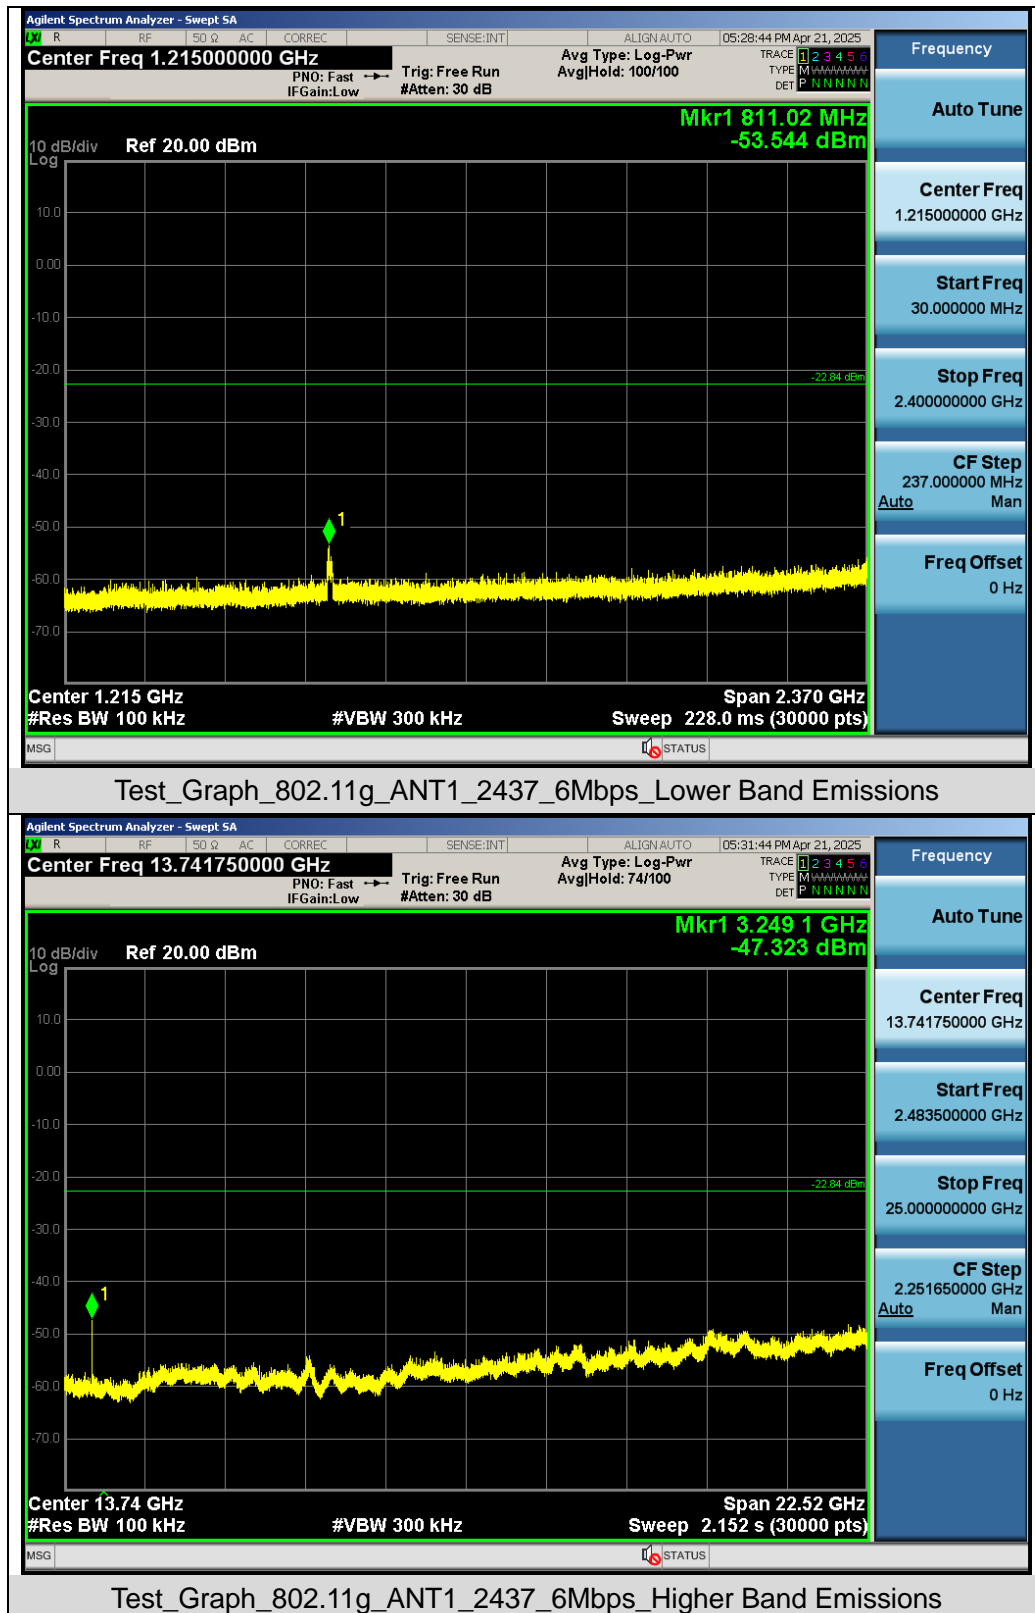 Agilent Spectrum Analyzer - Swept SA
LXI R RF 50 Ω AC CORREC SENSE:INT ALIGN AUTO 05:28:44 PM Apr 21, 2025
Center Freq 1.215000000 GHz
PNO: Fast
IFGain:Low
Trig: Free Run
#Atten: 30 dB
Avg Type: Log-Pwr
Avg|Hold: 100/100
TRACE 1 2 3 4 5 6
TYPE M
DET P N N N N N
Mkr1 811.02 MHz
-53.544 dBm
10 dB/div Ref 20.00 dBm
Log
10.0
0.00
-10.0
-20.0
-22.84 dBm
-30.0
-40.0
-50.0
1
-60.0
-70.0
Center 1.215 GHz Span 2.370 GHz
#Res BW 100 kHz #VBW 300 kHz Sweep 228.0 ms (30000 pts)
MSG STATUS
Frequency
Auto Tune
Center Freq
1.215000000 GHz
Start Freq
30.000000 MHz
Stop Freq
2.400000000 GHz
CF Step
237.000000 MHz
Auto Man
Freq Offset
0 Hz
Test_Graph_802.11g_ANT1_2437_6Mbps_Lower Band Emissions
Agilent Spectrum Analyzer - Swept SA
LXI R RF 50 Ω AC CORREC SENSE:INT ALIGN AUTO 05:31:44 PM Apr 21, 2025
Center Freq 13.741750000 GHz
PNO: Fast
IFGain:Low
Trig: Free Run
#Atten: 30 dB
Avg Type: Log-Pwr
Avg|Hold: 74/100
TRACE 1 2 3 4 5 6
TYPE M
DET P N N N N N
Mkr1 3.249 1 GHz
-47.323 dBm
10 dB/div Ref 20.00 dBm
Log
10.0
0.00
-10.0
-20.0
-22.84 dBm
-30.0
-40.0
1
-50.0
-60.0
-70.0
Center 13.74 GHz Span 22.52 GHz
#Res BW 100 kHz #VBW 300 kHz Sweep 2.152 s (30000 pts)
MSG STATUS
Frequency
Auto Tune
Center Freq
13.741750000 GHz
Start Freq
2.483500000 GHz
Stop Freq
25.000000000 GHz
CF Step
2.251650000 GHz
Auto Man
Freq Offset
0 Hz
Test_Graph_802.11g_ANT1_2437_6Mbps_Higher Band Emissions